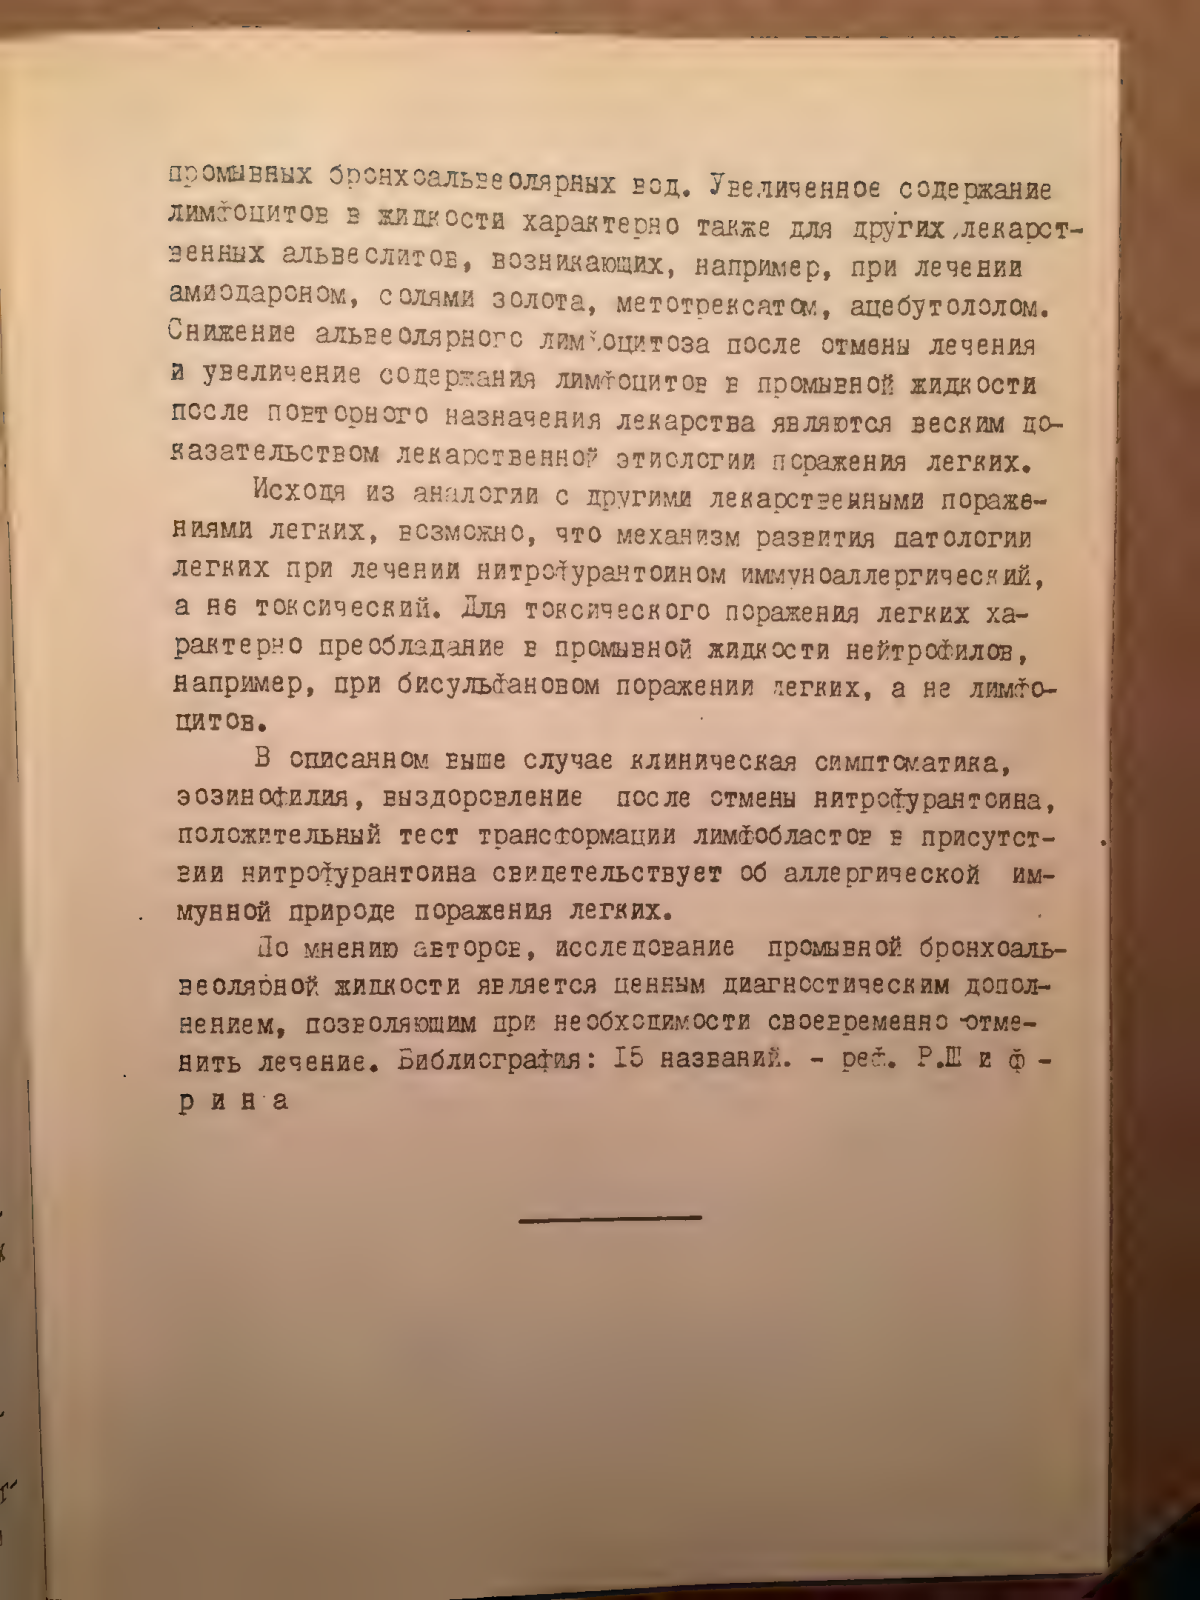 промывных бронхоальвеолярных вод. Увеличенное содержание
лимфоцитов в жидкости характерно также для других лекарст-
венных альвеолитов, возникающих, например, при лечении
амиодароном, солями золота, метотрексатом, ацебутололом.
Снижение альвеолярного лимфоцитоза после отмены лечения
и увеличение содержания лимфоцитов в промывной жидкости
после повторного назначения лекарства являются веским до-
казательством лекарственной этиологии поражения легких.
Исходя из аналогии с другими лекарственными пораже-
ниями легких, возможно, что механизм развития патологии
легких при лечении нитрофурантоином иммуноаллергический,
а не токсический. Для токсического поражения легких ха-
рактерно преобладание в промывной жидкости нейтрофилов,
например, при бисульфановом поражении легких, а не лимфо-
цитов.
В описанном выше случае клиническая симптоматика,
эозинофилия, выздоровление после отмены нитрофурантоина,
положительный тест трансформации лимфобластов в присутст-
вии нитрофурантоина свидетельствует об аллергической им-
мунной природе поражения легких.
По мнению авторов, исследование промывной бронхоаль-
веолярной жидкости является ценным диагностическим допол-
нением, позволяющим при необходимости своевременно отме-
нить лечение. Библиография: 15 названий. - реф. Р.Ш и ф -
р и н а